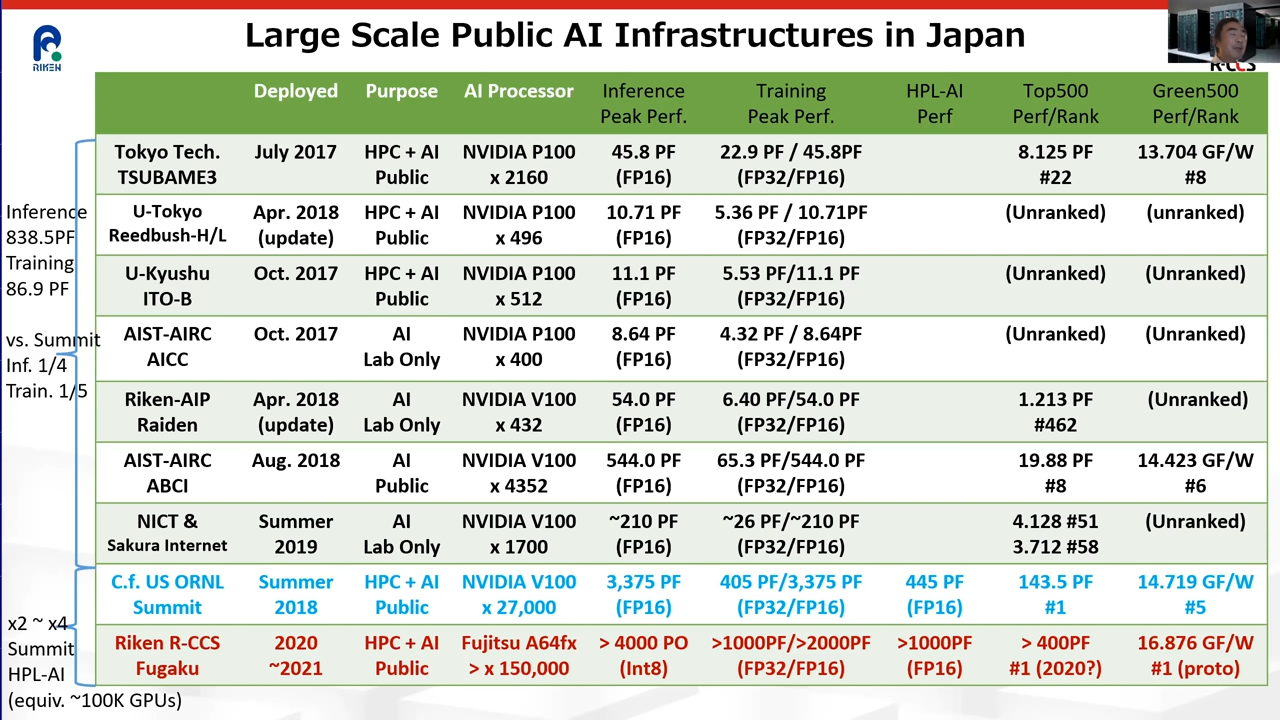 Large Scale Public AI Infrastructures in Japan
RIKEN
R-CCS
Deployed Purpose AI Processor Inference Training HPL-AI Top500 Green500
Peak Perf. Peak Perf. Perf Perf/Rank Perf/Rank
Tokyo Tech. July 2017 HPC + AI NVIDIA P100 45.8 PF 22.9 PF / 45.8PF 8.125 PF 13.704 GF/W
TSUBAME3 Public x 2160 (FP16) (FP32/FP16) #22 #8
U-Tokyo Apr. 2018 HPC + AI NVIDIA P100 10.71 PF 5.36 PF / 10.71PF (Unranked) (unranked)
Reedbush-H/L (update) Public x 496 (FP16) (FP32/FP16)
U-Kyushu Oct. 2017 HPC + AI NVIDIA P100 11.1 PF 5.53 PF/11.1 PF (Unranked) (Unranked)
ITO-B Public x 512 (FP16) (FP32/FP16)
AIST-AIRC Oct. 2017 AI NVIDIA P100 8.64 PF 4.32 PF / 8.64PF (Unranked) (Unranked)
AICC Lab Only x 400 (FP16) (FP32/FP16)
Riken-AIP Apr. 2018 AI NVIDIA V100 54.0 PF 6.40 PF/54.0 PF 1.213 PF (Unranked)
Raiden (update) Lab Only x 432 (FP16) (FP32/FP16) #462
AIST-AIRC Aug. 2018 AI NVIDIA V100 544.0 PF 65.3 PF/544.0 PF 19.88 PF 14.423 GF/W
ABCI Public x 4352 (FP16) (FP32/FP16) #8 #6
NICT & Summer AI NVIDIA V100 ~210 PF ~26 PF/~210 PF 4.128 #51 (Unranked)
Sakura Internet 2019 Lab Only x 1700 (FP16) (FP32/FP16) 3.712 #58
C.f. US ORNL Summer HPC + AI NVIDIA V100 3,375 PF 405 PF/3,375 PF 445 PF 143.5 PF 14.719 GF/W
Summit 2018 Public x 27,000 (FP16) (FP32/FP16) (FP16) #1 #5
Riken R-CCS 2020 HPC + AI Fujitsu A64fx > 4000 PO >1000PF/>2000PF >1000PF > 400PF 16.876 GF/W
Fugaku ~2021 Public > x 150,000 (Int8) (FP32/FP16) (FP16) #1 (2020?) #1 (proto)
Inference
838.5PF
Training
86.9 PF
vs. Summit
Inf. 1/4
Train. 1/5
x2 ~ x4
Summit
HPL-AI
(equiv. ~100K GPUs)